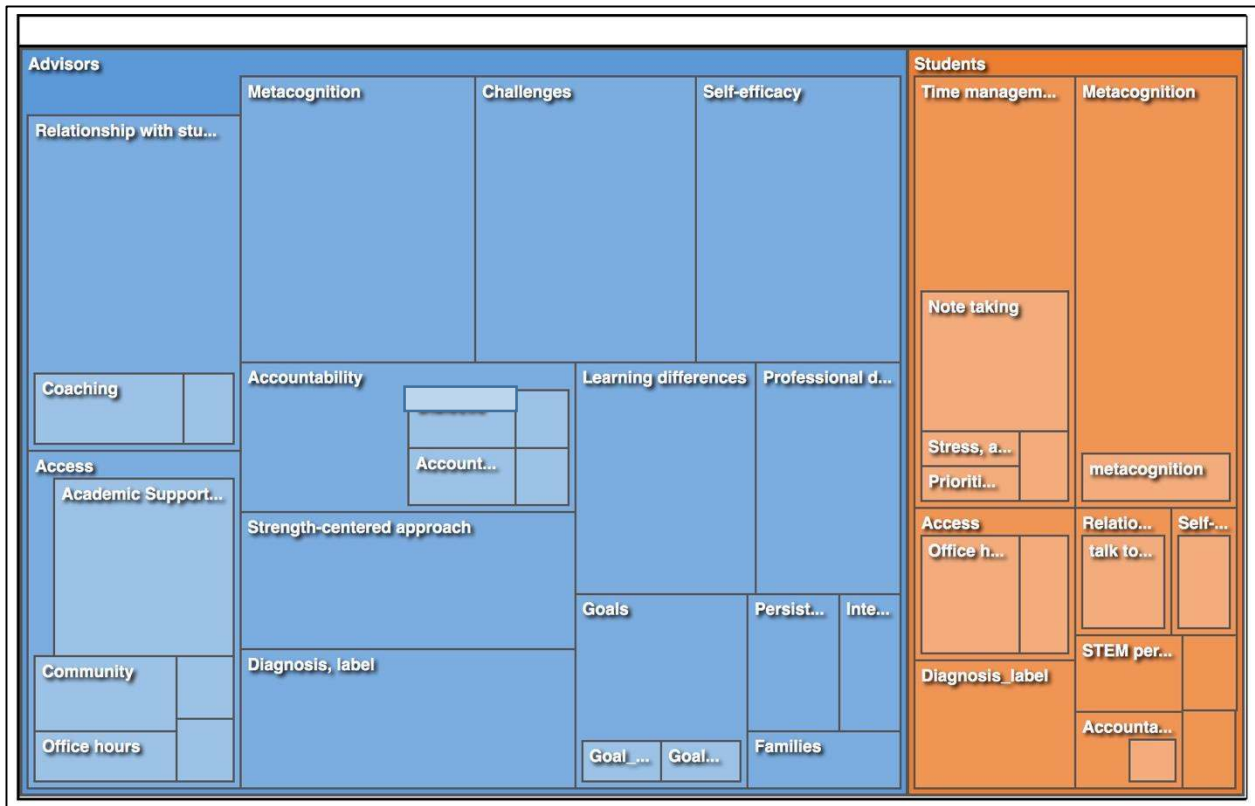 Advisors
Relationship with stu...
Coaching
Access
Academic Support...
Community
Office hours
Metacognition
Challenges
Self-efficacy
Accountability
Account...
Strength-centered approach
Diagnosis, label
Learning differences
Professional d...
Goals
Goal_...
Goal...
Persist...
Inte...
Families
Students
Time managem...
Note taking
Stress, a...
Prioriti...
Access
Office h...
Diagnosis_label
Metacognition
metacognition
Relatio...
talk to...
Self-...
STEM per...
Accounta...